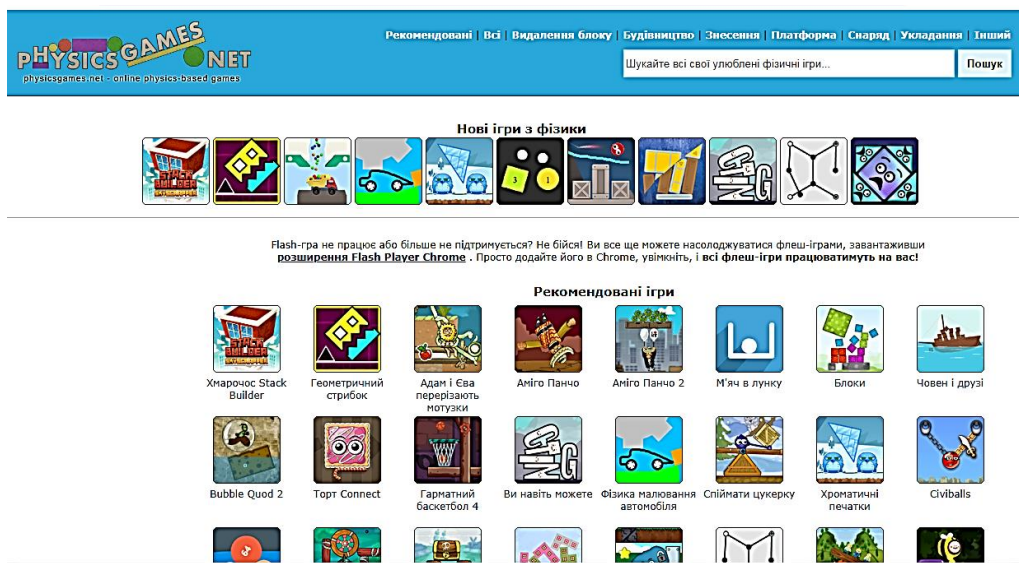 PHYSICSGAMES.NET
physicsgames.net - online physics-based games
Рекомендовані | Всі | Видалення блоку | Будівництво | Знесення | Платформа | Снаряд | Укладання | Інший
Шукайте всі свої улюблені фізичні ігри...
Пошук
Нові ігри з фізики
STACK
BUILDER
SKYSCRAPER
3
1
Flash-гра не працює або більше не підтримується? Не бійся! Ви все ще можете насолоджуватися флеш-іграми, завантаживши
розширення Flash Player Chrome . Просто додайте його в Chrome, увімкніть, і всі флеш-ігри працюватимуть на вас!
Рекомендовані ігри
STACK
BUILDER
SKYSCRAPER
Хмарочос Stack
Builder
Геометричний
стрибок
Адам і Єва
перерізають
мотузки
Аміго Панчо
Аміго Панчо 2
М'яч в лунку
Блоки
Човен і друзі
Bubble Quod 2
Торт Connect
Гарматний
баскетбол 4
Ви навіть можете
Фізика малювання
автомобіля
Спіймати цукерку
Хроматичні
печатки
Civiballs